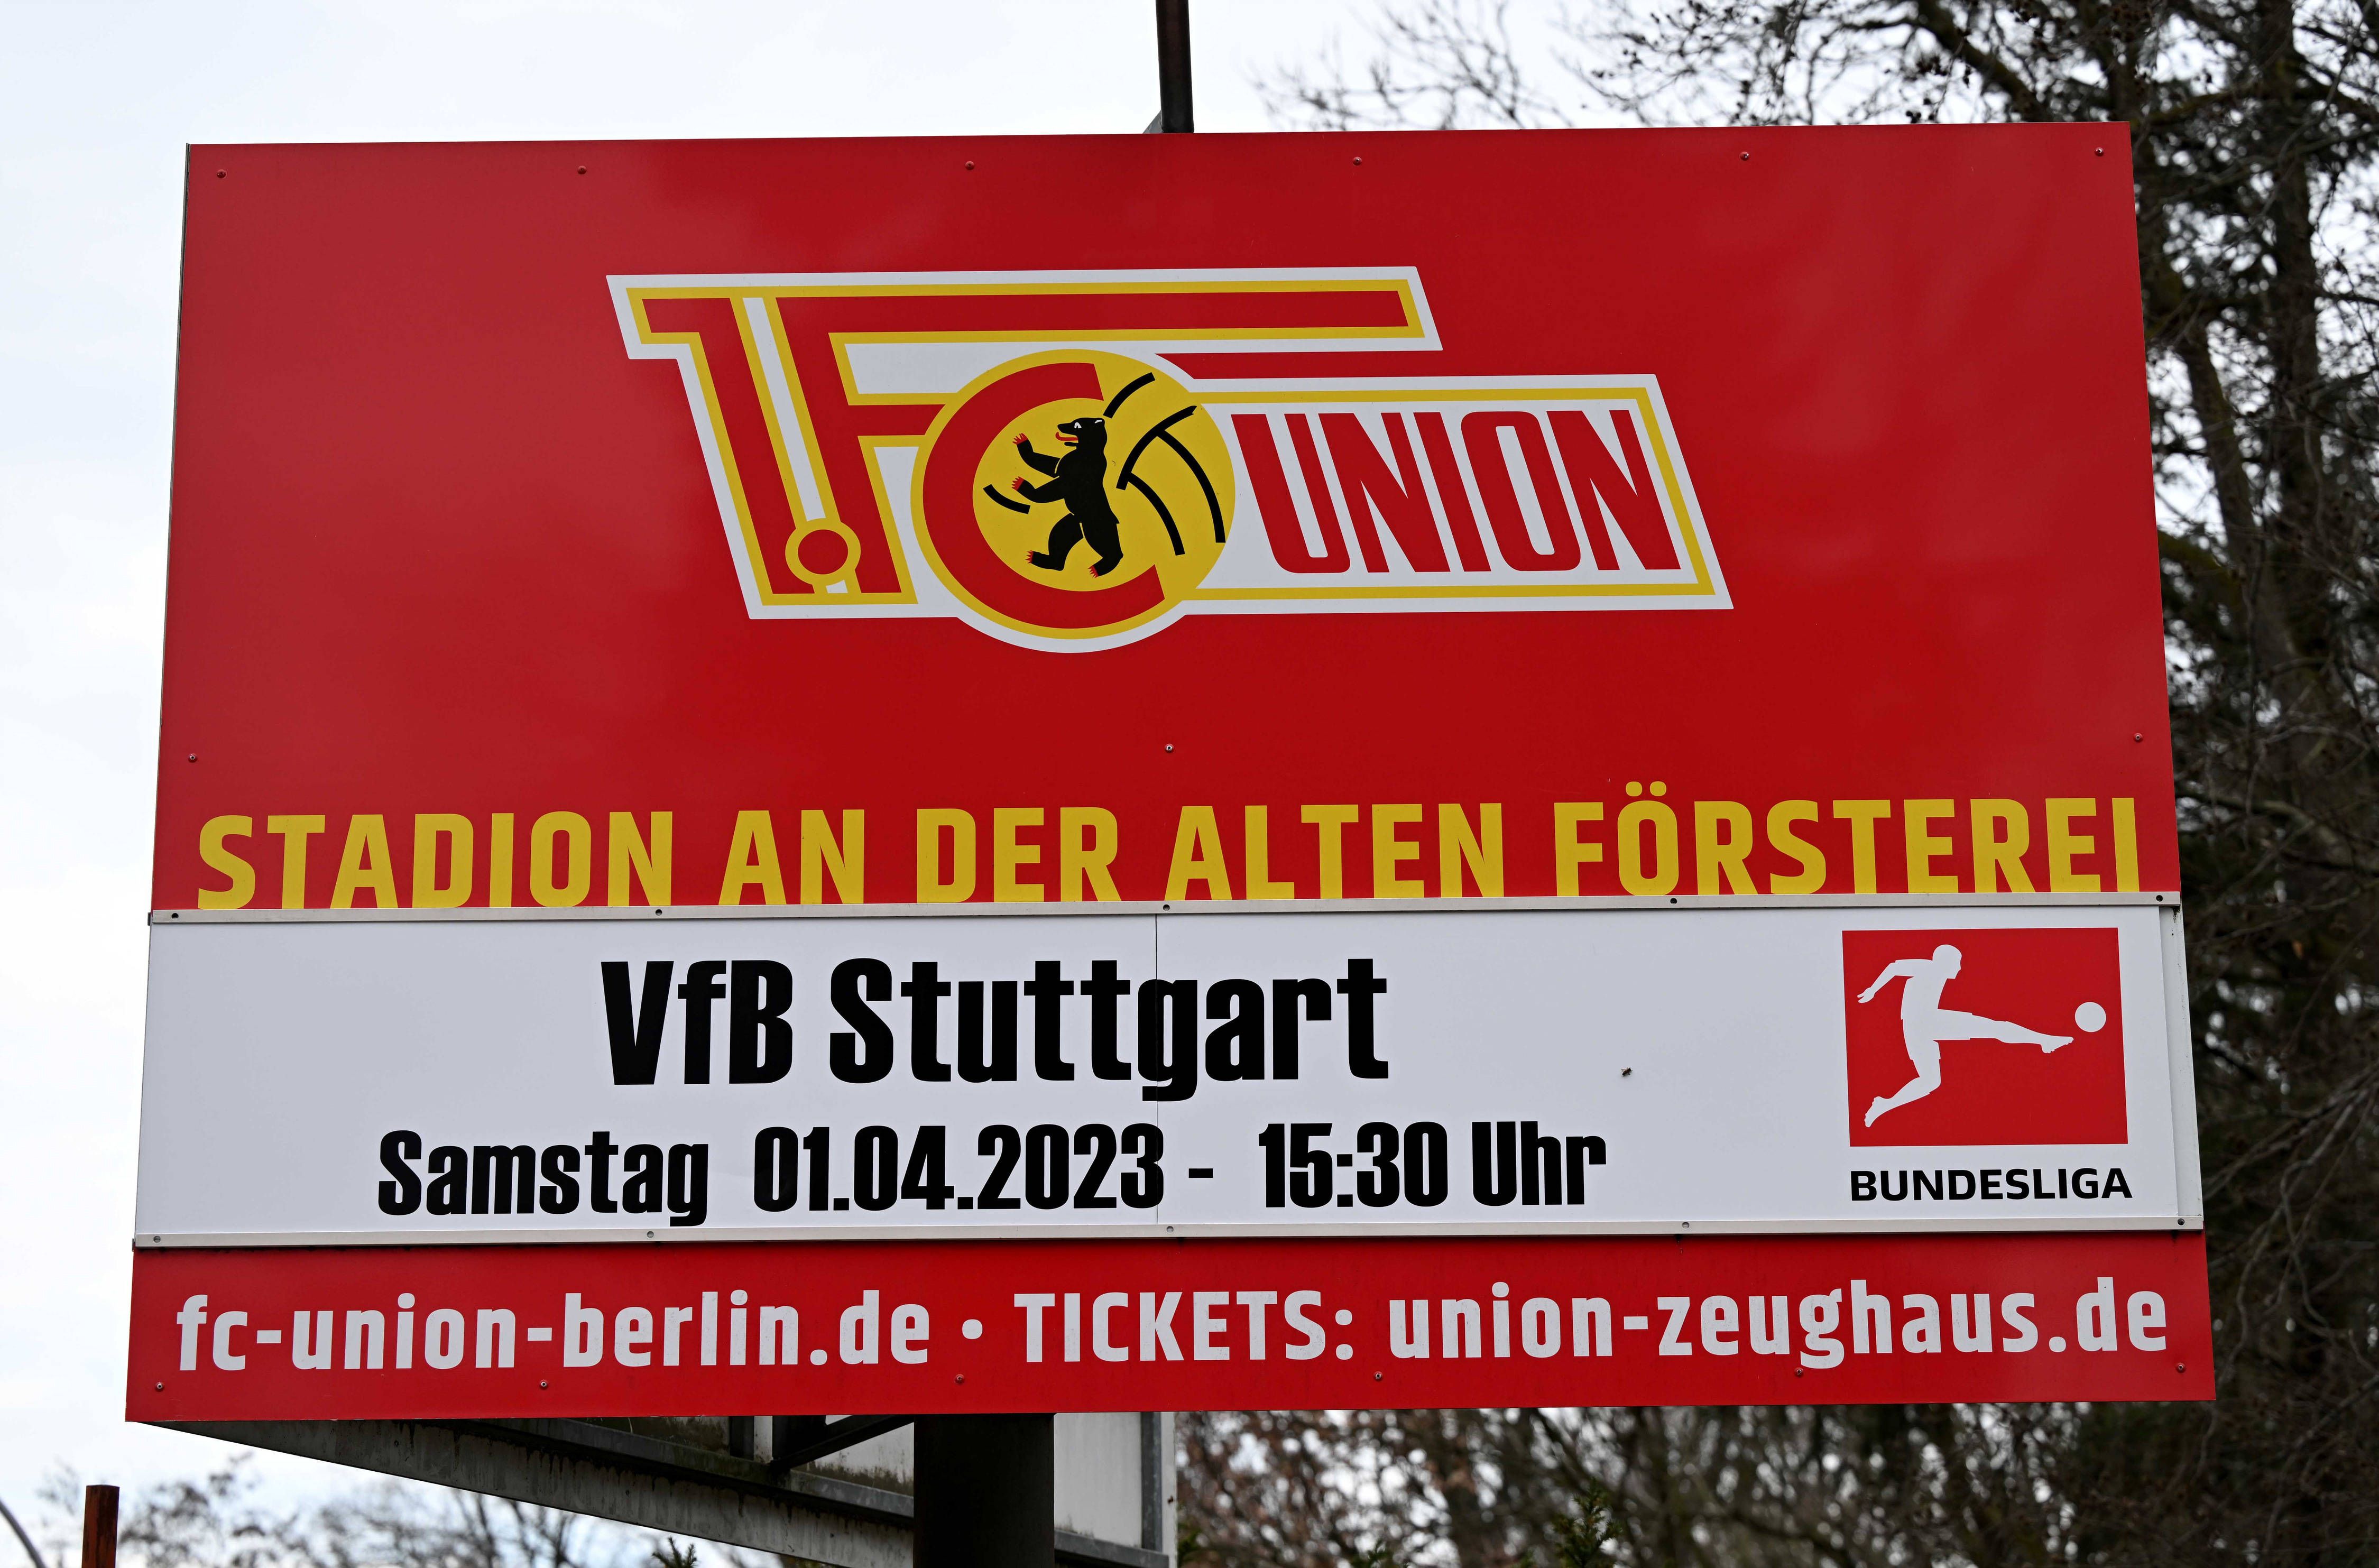 1.FC UNION
STADION AN DER ALTEN FÖRSTEREI
VfB Stuttgart
Samstag 01.04.2023 - 15:30 Uhr
BUNDESLIGA
fc-union-berlin.de • TICKETS: union-zeughaus.de